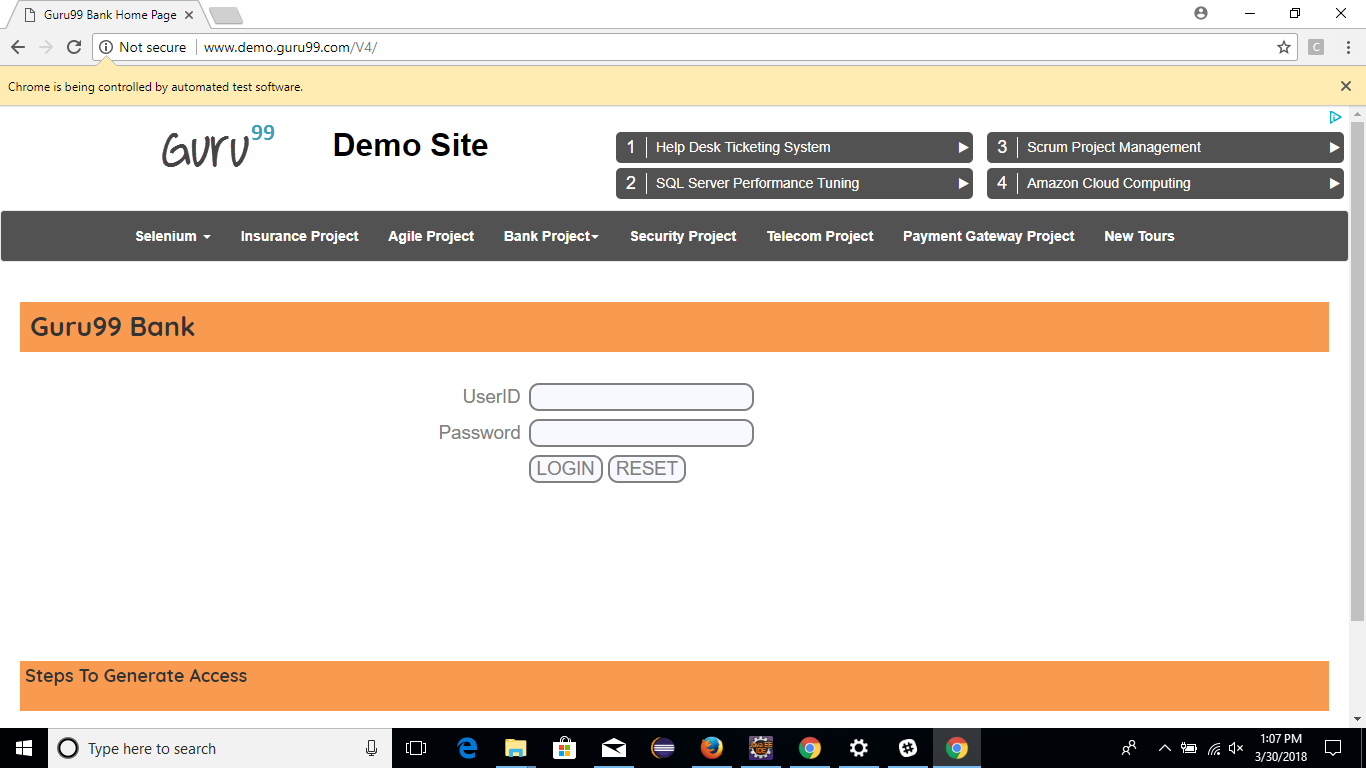 Guru99 Bank Home Page
Not secure www.demo.guru99.com/V4/
C
Chrome is being controlled by automated test software.
Guru99
Demo Site
1 Help Desk Ticketing System
3 Scrum Project Management
2 SQL Server Performance Tuning
4 Amazon Cloud Computing
Selenium Insurance Project Agile Project Bank Project Security Project Telecom Project Payment Gateway Project New Tours
Guru99 Bank
UserID
Password
LOGIN RESET
Steps To Generate Access
Type here to search
Java EE IDE
1:07 PM
3/30/2018